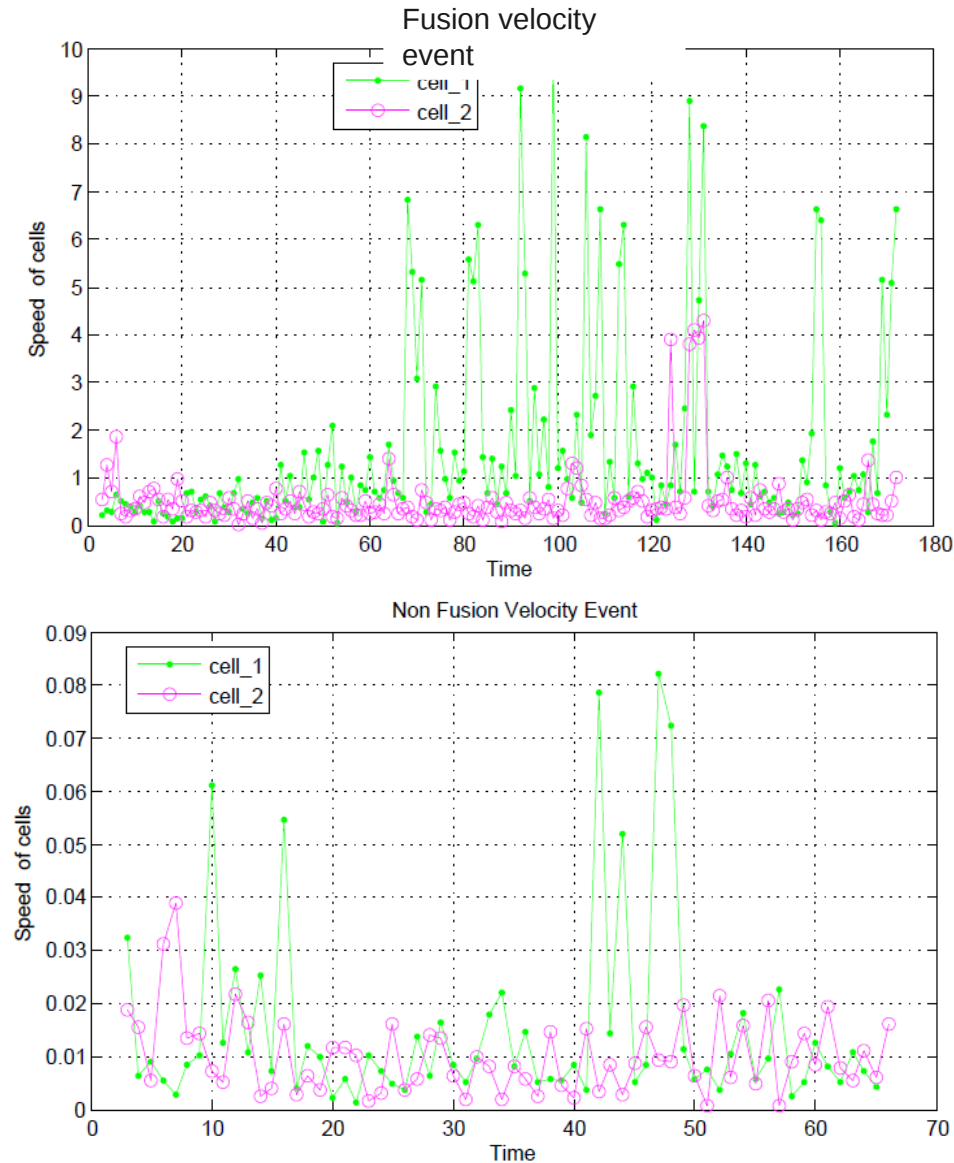 Fusion velocity
event
10
9
8
7
6
5
4
3
2
1
0
cell_1
cell_2
Speed of cells
0 20 40 60 80 100 120 140 160 180
Time
Non Fusion Velocity Event
0.09
0.08
0.07
0.06
0.05
0.04
0.03
0.02
0.01
0
cell_1
cell_2
Speed of cells
0 10 20 30 40 50 60 70
Time